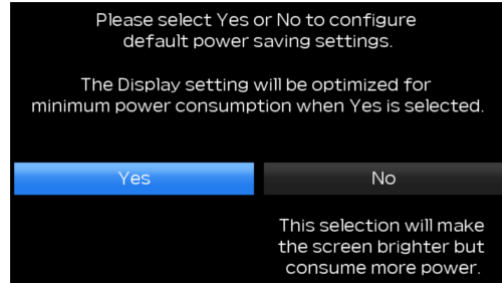 Please select Yes or No to configure
default power saving settings.
The Display setting will be optimized for
minimum power consumption when Yes is selected.
Yes
No
This selection will make
the screen brighter but
consume more power.